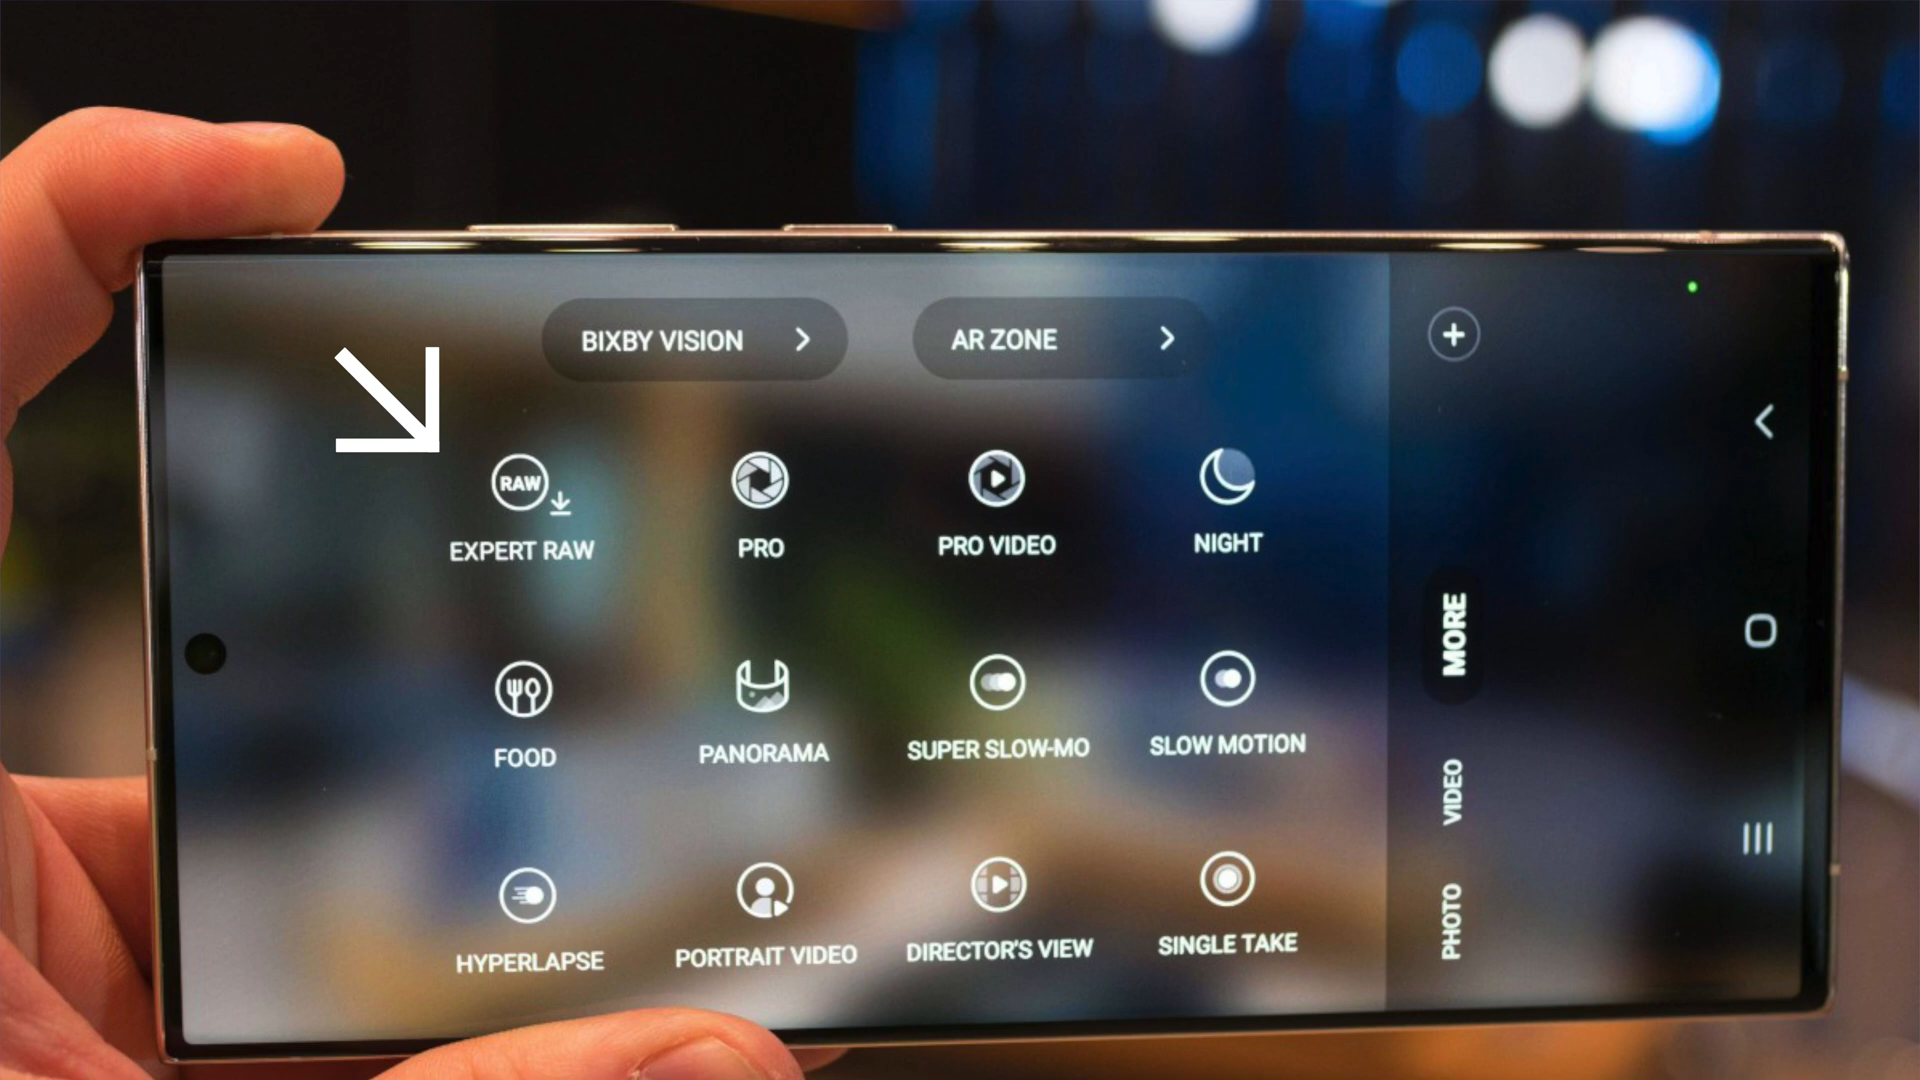 BIXBY VISION
AR ZONE
RAW
EXPERT RAW
PRO
PRO VIDEO
NIGHT
FOOD
PANORAMA
SUPER SLOW-MO
SLOW MOTION
HYPERLAPSE
PORTRAIT VIDEO
DIRECTOR'S VIEW
SINGLE TAKE
MORE
VIDEO
PHOTO